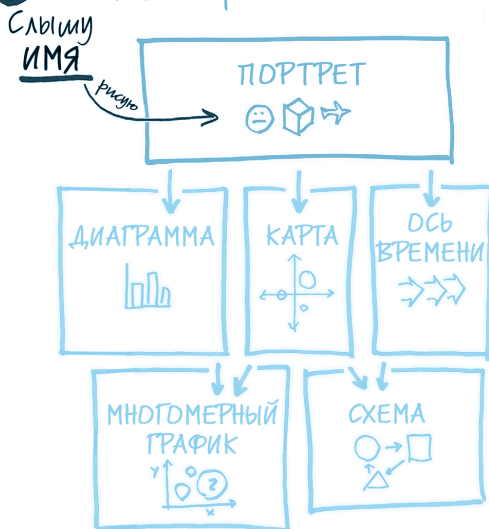 Слышу
ИМЯ
рисую
ПОРТРЕТ
ДИАГРАММА
КАРТА
ОСЬ
ВРЕМЕНИ
МНОГОМЕРНЫЙ
ГРАФИК
Y
?
X
СХЕМА